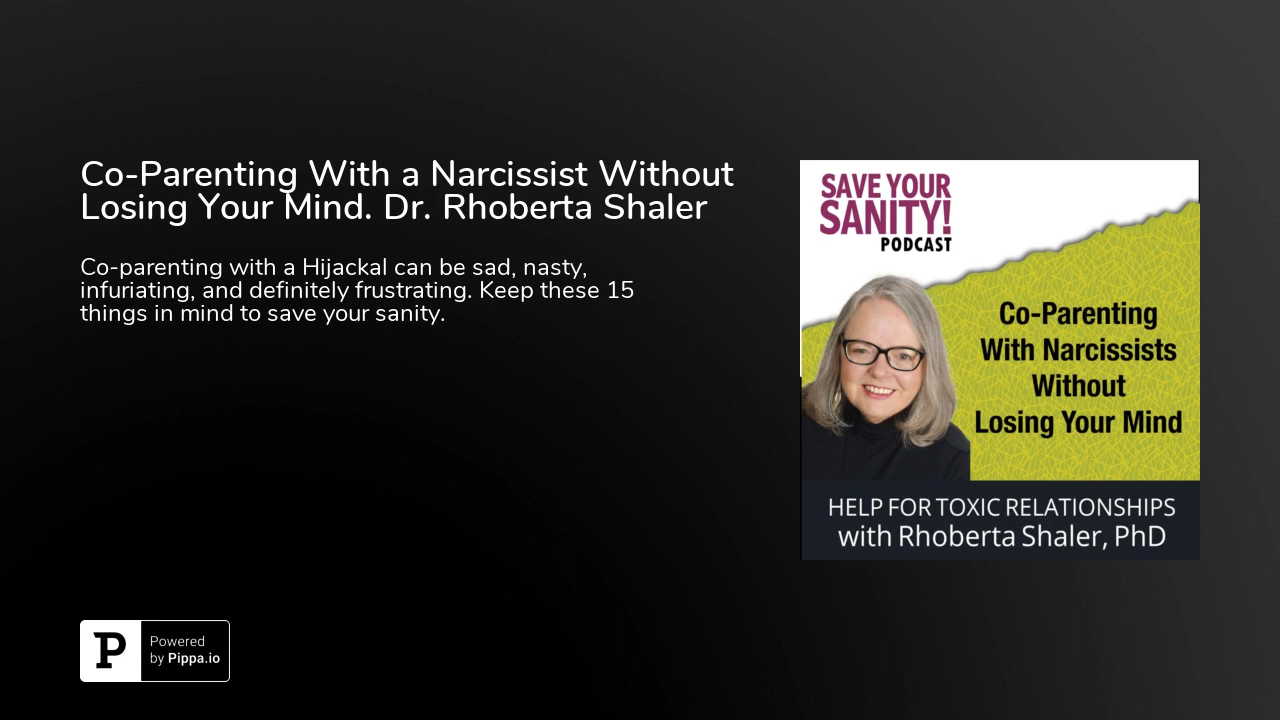 Co-Parenting With a Narcissist Without
Losing Your Mind. Dr. Rhoberta Shaler
Co-parenting with a Hijackal can be sad, nasty,
infuriating, and definitely frustrating. Keep these 15
things in mind to save your sanity.
SAVE YOUR
SANITY!
PODCAST
Co-Parenting
With Narcissists
Without
Losing Your Mind
HELP FOR TOXIC RELATIONSHIPS
with Rhoberta Shaler, PhD
P
Powered
by Pippa.io